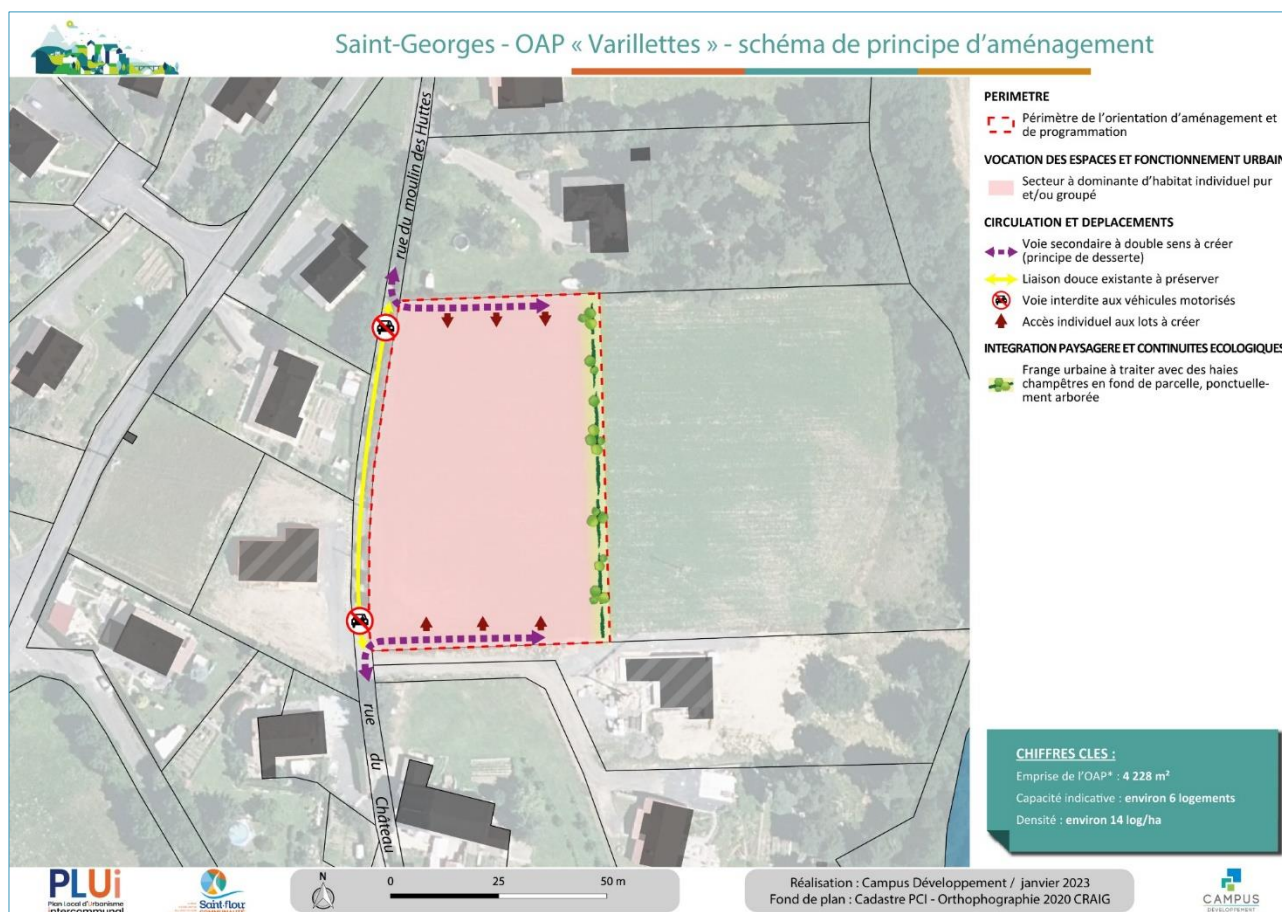 Saint-Georges - OAP « Varillettes » - schéma de principe d’aménagement
rue du moulin des Huttes
rue du Château
PERIMETRE
Périmètre de l’orientation d’aménagement et
de programmation
VOCATION DES ESPACES ET FONCTIONNEMENT URBAIN
Secteur à dominante d’habitat individuel pur
et/ou groupé
CIRCULATION ET DEPLACEMENTS
Voie secondaire à double sens à créer
(principe de desserte)
Liaison douce existante à préserver
Voie interdite aux véhicules motorisés
Accès individuel aux lots à créer
INTEGRATION PAYSAGERE ET CONTINUITES ECOLOGIQUES
Frange urbaine à traiter avec des haies
champêtres en fond de parcelle, ponctuelle-
ment arborée
CHIFFRES CLES :
Emprise de l’OAP* : 4 228 m²
Capacité indicative : environ 6 logements
Densité : environ 14 log/ha
PLUi
Plan Local d’Urbanisme
intercommunal
Saint-flour
COMMUNAUTÉ
N
0 25 50 m
Réalisation : Campus Développement / janvier 2023
Fond de plan : Cadastre PCI - Orthophographie 2020 CRAIG
CAMPUS
DÉVELOPPEMENT